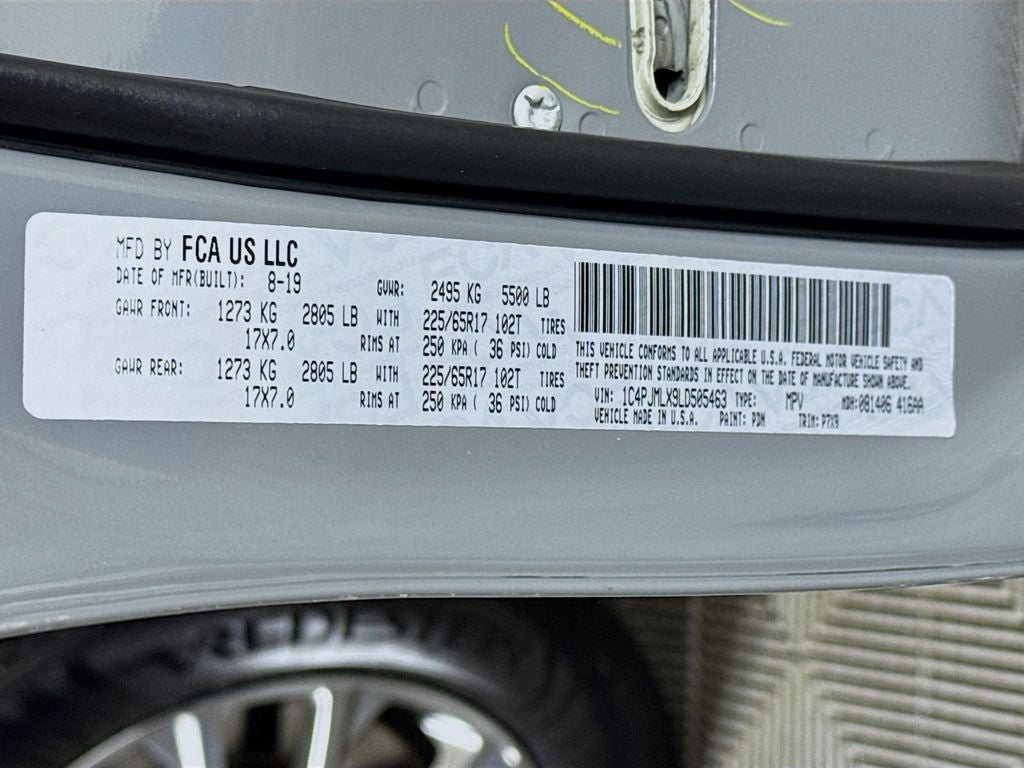 MFD BY FCA US LLC
DATE OF MFR(BUILT): 8-19 GVWR: 2495 KG 5500 LB
GAWR FRONT: 1273 KG 2805 LB WITH 225/65R17 102T TIRES
17X7.0 RIMS AT 250 KPA ( 36 PSI) COLD
GAWR REAR: 1273 KG 2805 LB WITH 225/65R17 102T TIRES
17X7.0 RIMS AT 250 KPA ( 36 PSI) COLD
THIS VEHICLE CONFORMS TO ALL APPLICABLE U.S.A. FEDERAL MOTOR VEHICLE SAFETY AND
THEFT PREVENTION STANDARDS IN EFFECT ON THE DATE OF MANUFACTURE SHOWN ABOVE.
VIN: 1C4PJMLX9LD505463 TYPE: MPV MDH: 081406 416AA
VEHICLE MADE IN U.S.A. PAINT: PDN TRIM: P7X9